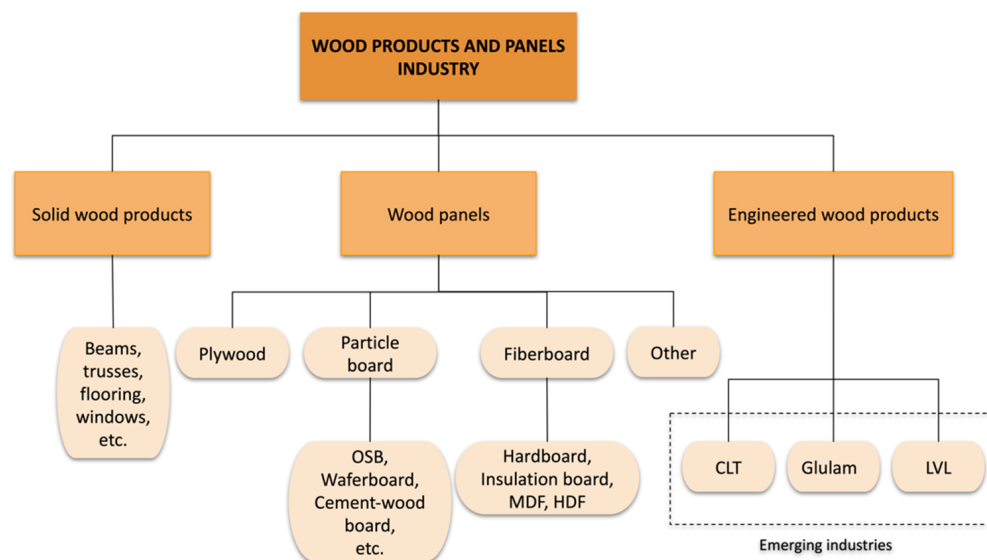 WOOD PRODUCTS AND PANELS
INDUSTRY
Solid wood products
Wood panels
Engineered wood products
Beams,
trusses,
flooring,
windows,
etc.
Plywood
Particle
board
Fiberboard
Other
OSB,
Waferboard,
Cement-wood
board,
etc.
Hardboard,
Insulation board,
MDF, HDF
CLT
Glulam
LVL
Emerging industries